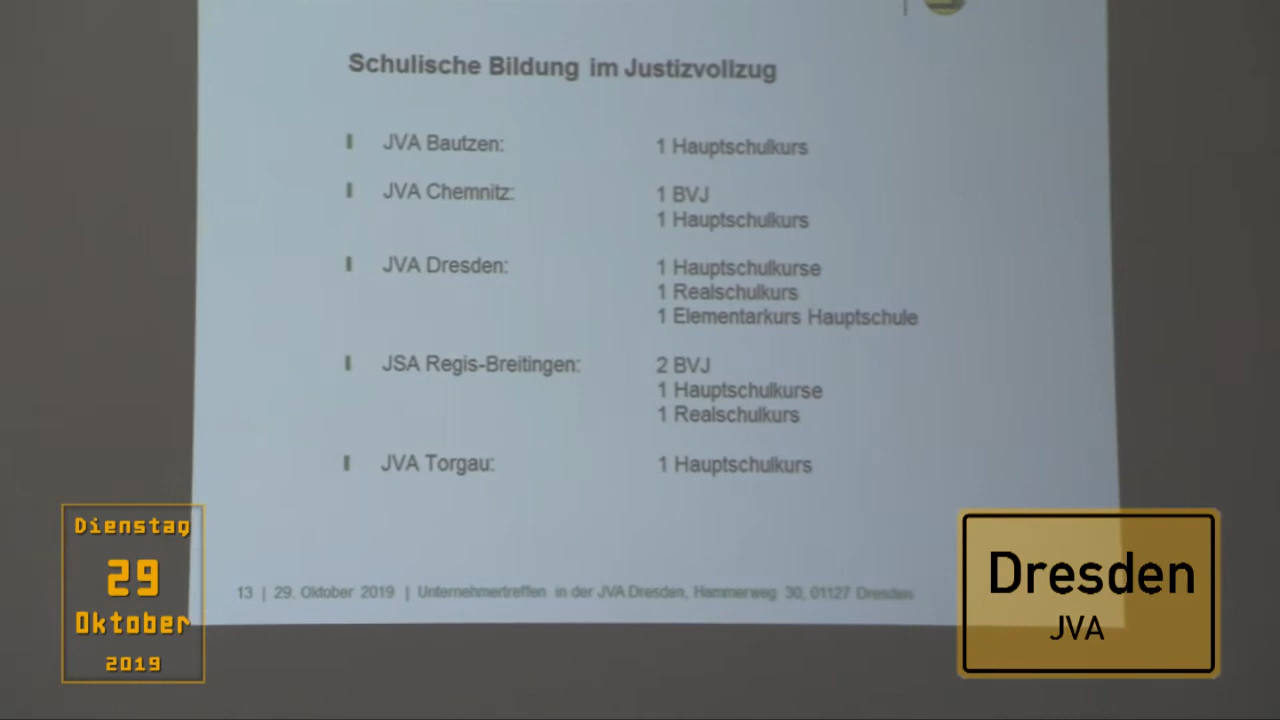 Schulische Bildung im Justizvollzug
JVA Bautzen: 1 Hauptschulkurs
JVA Chemnitz: 1 BVJ
1 Hauptschulkurs
JVA Dresden: 1 Hauptschulkurse
1 Realschulkurs
1 Elementarkurs Hauptschule
JSA Regis-Breitingen: 2 BVJ
1 Hauptschulkurse
1 Realschulkurs
JVA Torgau: 1 Hauptschulkurs
13 | 29. Oktober 2019 | Unternehmertreffen in der JVA Dresden, Hammerweg 30, 01127 Dresden
Dienstag
29
Oktober
2019
Dresden
JVA